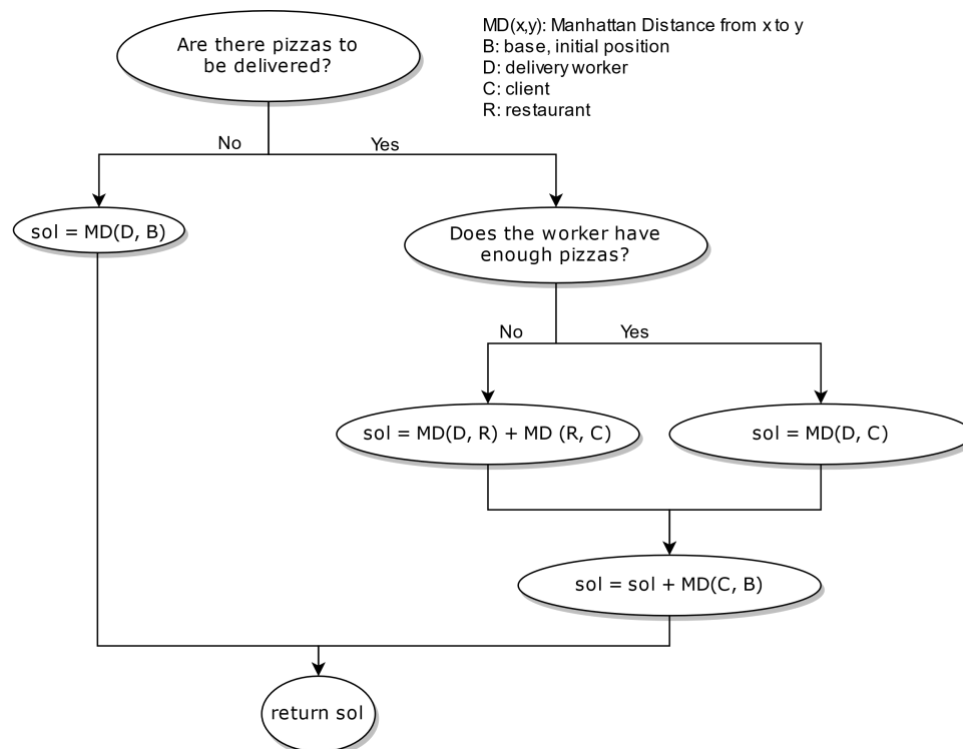 Are there pizzas to
be delivered?
MD(x,y): Manhattan Distance from x to y
B: base, initial position
D: delivery worker
C: client
R: restaurant
No
Yes
sol = MD(D, B)
Does the worker have
enough pizzas?
No
Yes
sol = MD(D, R) + MD (R, C)
sol = MD(D, C)
sol = sol + MD(C, B)
return sol